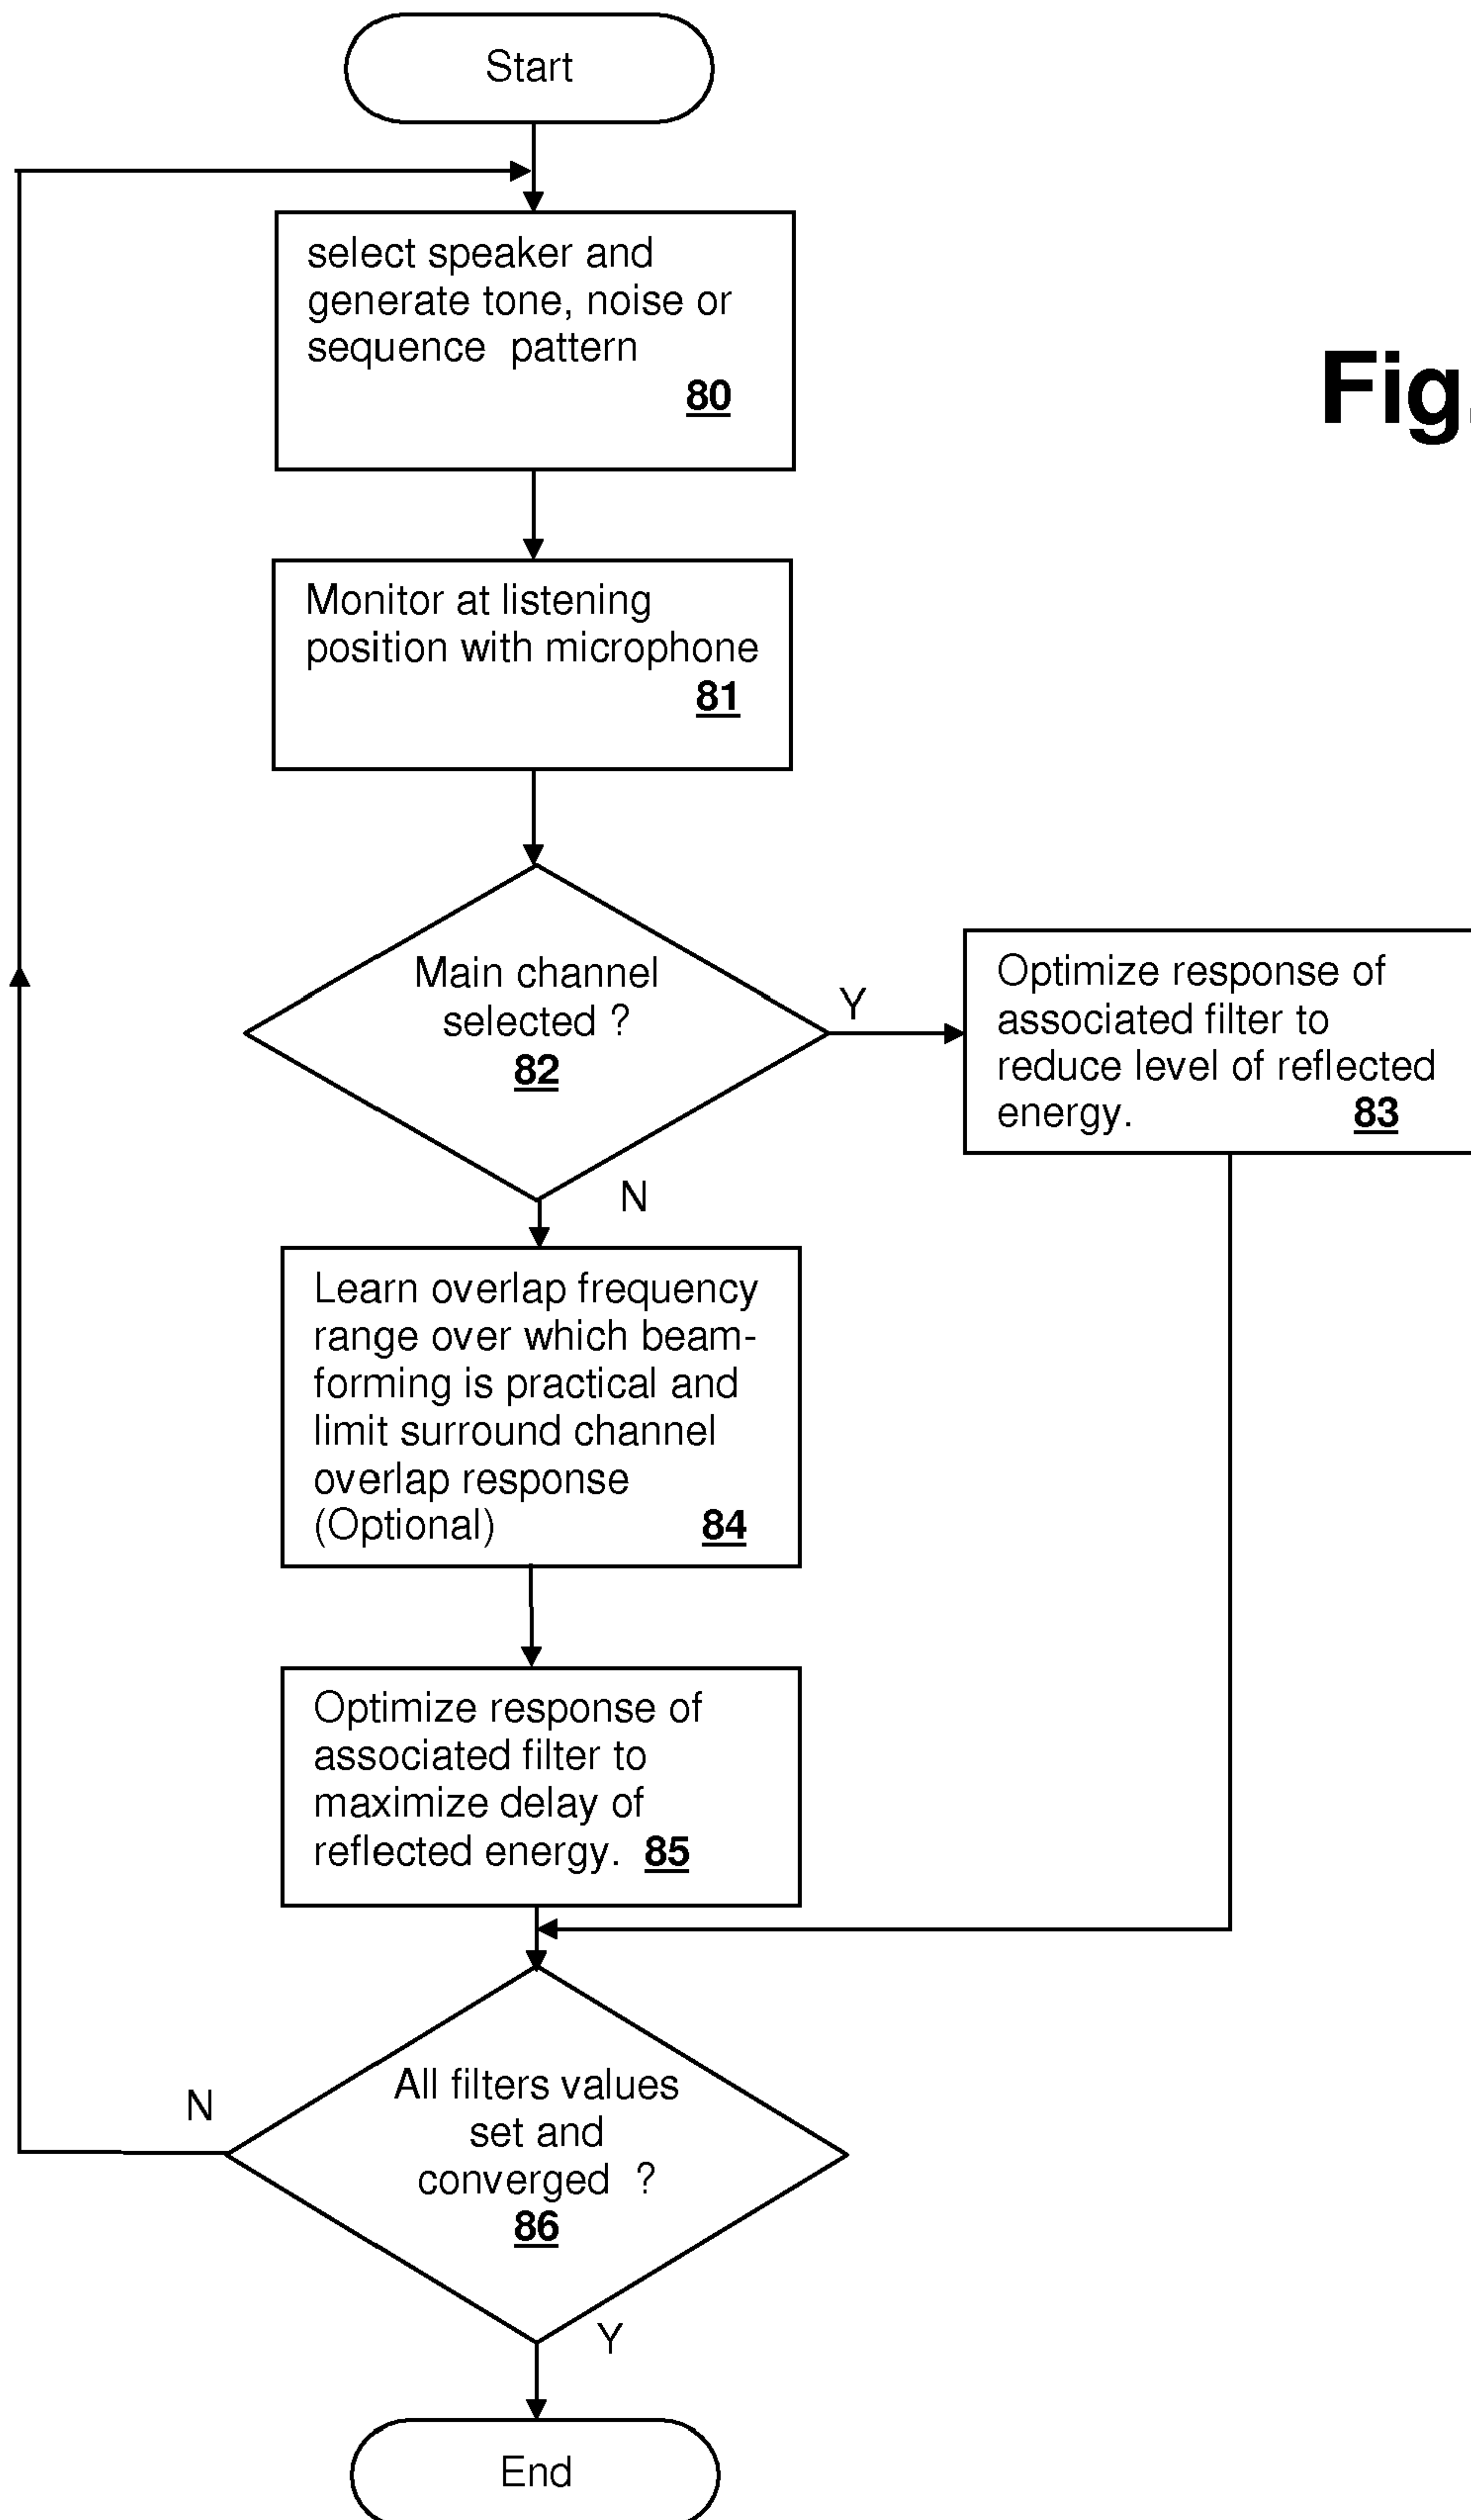 Start
select speaker and
generate tone, noise or
sequence pattern
80
Fig.
Monitor at listening
position with microphone
81
Main channel
selected ?
82
Y
Optimize response of
associated filter to
reduce level of reflected
energy. 83
N
Learn overlap frequency
range over which beam-
forming is practical and
limit surround channel
overlap response
(Optional) 84
Optimize response of
associated filter to
maximize delay of
reflected energy. 85
All filters values
set and
converged ?
86
N
Y
End